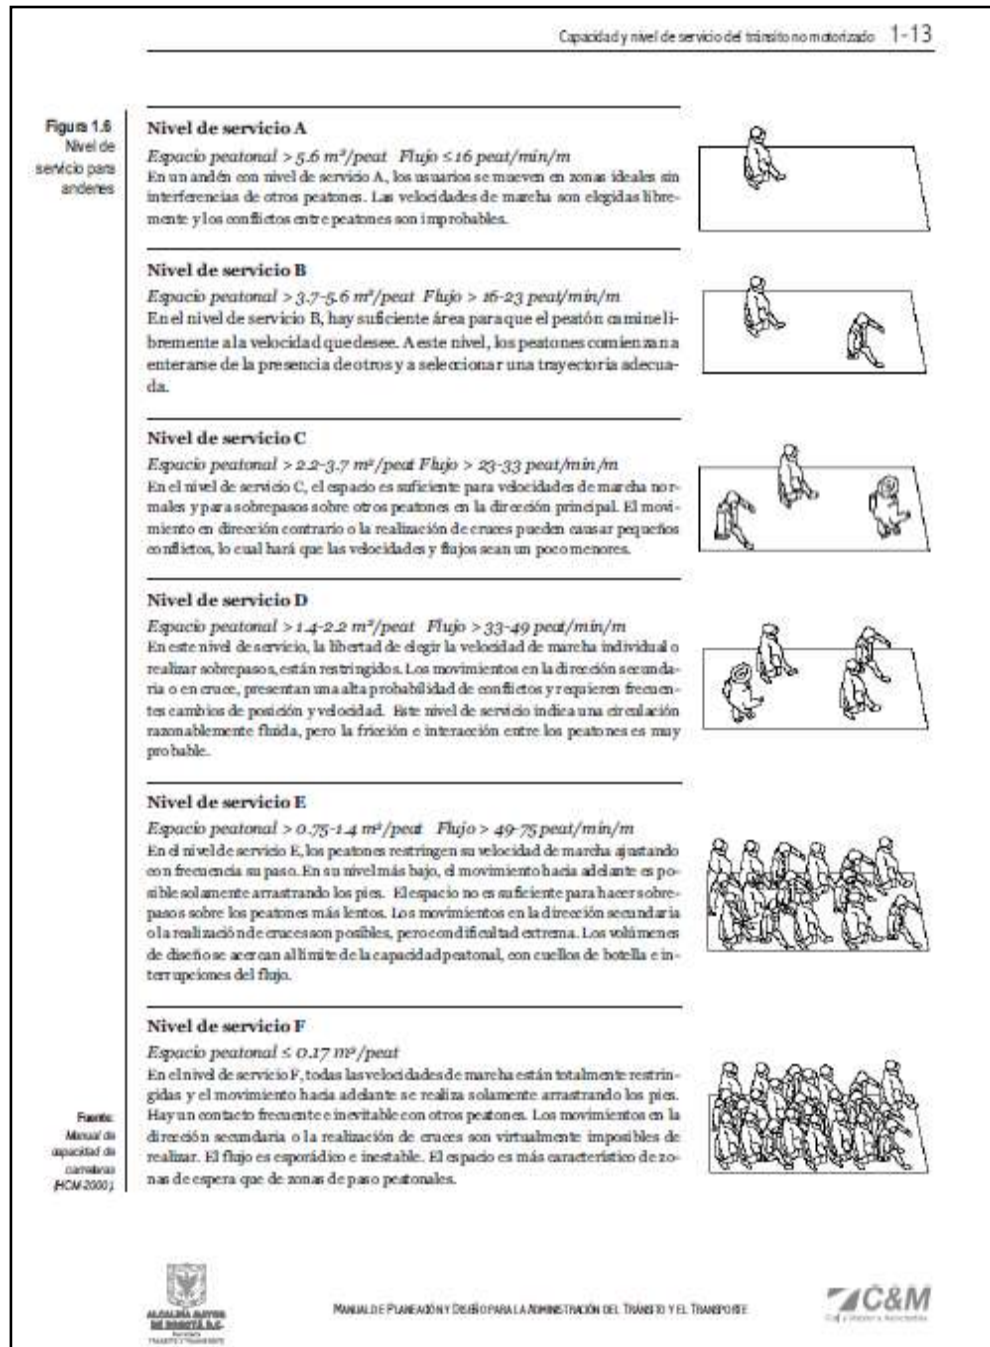 Capacidad y nivel de servicio del tránsito no motorizado 1-13
Figura 1.6
Nivel de
servicio para
andenes
Nivel de servicio A
Espacio peatonal > 5.6 m²/peat Flujo ≤ 16 peat/min/m
En un andén con nivel de servicio A, los usuarios se mueven en zonas ideales sin
interferencias de otros peatones. Las velocidades de marcha son elegidas libre-
mente y los conflictos entre peatones son improbables.
Nivel de servicio B
Espacio peatonal > 3.7-5.6 m²/peat Flujo > 16-23 peat/min/m
En el nivel de servicio B, hay suficiente área para que el peatón camine li-
bremente a la velocidad que desee. A este nivel, los peatones comienzan a
enterarse de la presencia de otros y a seleccionar una trayectoria adecua-
da.
Nivel de servicio C
Espacio peatonal > 2.2-3.7 m²/peat Flujo > 23-33 peat/min/m
En el nivel de servicio C, el espacio es suficiente para velocidades de marcha nor-
males y para sobrepasos sobre otros peatones en la dirección principal. El movi-
miento en dirección contrario o la realización de cruces pueden causar pequeños
conflictos, lo cual hará que las velocidades y flujos sean un poco menores.
Nivel de servicio D
Espacio peatonal > 1.4-2.2 m²/peat Flujo > 33-49 peat/min/m
En este nivel de servicio, la libertad de elegir la velocidad de marcha individual o
realizar sobrepasos, están restringidos. Los movimientos en la dirección secunda-
ria o en cruce, presentan una alta probabilidad de conflictos y requieren frecuen-
tes cambios de posición y velocidad. Este nivel de servicio indica una circulación
razonablemente fluida, pero la fricción e interacción entre los peatones es muy
probable.
Nivel de servicio E
Espacio peatonal > 0.75-1.4 m²/peat Flujo > 49-75 peat/min/m
En el nivel de servicio E, los peatones restringen su velocidad de marcha ajustando
con frecuencia su paso. En su nivel más bajo, el movimiento hacia adelante es po-
sible solamente arrastrando los pies. El espacio no es suficiente para hacer sobre-
pasos sobre los peatones más lentos. Los movimientos en la dirección secundaria
o la realización de cruces son posibles, pero con dificultad extrema. Los volúmenes
de diseño se acercan al límite de la capacidad peatonal, con cuellos de botella e in-
terrupciones del flujo.
Nivel de servicio F
Espacio peatonal ≤ 0.17 m²/peat
En el nivel de servicio F, todas las velocidades de marcha están totalmente restrin-
gidas y el movimiento hacia adelante se realiza solamente arrastrando los pies.
Hay un contacto frecuente e inevitable con otros peatones. Los movimientos en la
dirección secundaria o la realización de cruces son virtualmente imposibles de
realizar. El flujo es esporádico e inestable. El espacio es más característico de zo-
nas de espera que de zonas de paso peatonales.
Fuente:
Manual de
capacidad de
carreteras
(HCM-2000)
ALCALDÍA MAYOR
DE BOGOTÁ D.C.
TRÁNSITO Y TRANSPORTE
MANUAL DE PLANEACIÓN Y DISEÑO PARA LA ADMINISTRACIÓN DEL TRÁNSITO Y EL TRANSPORTE
C&M